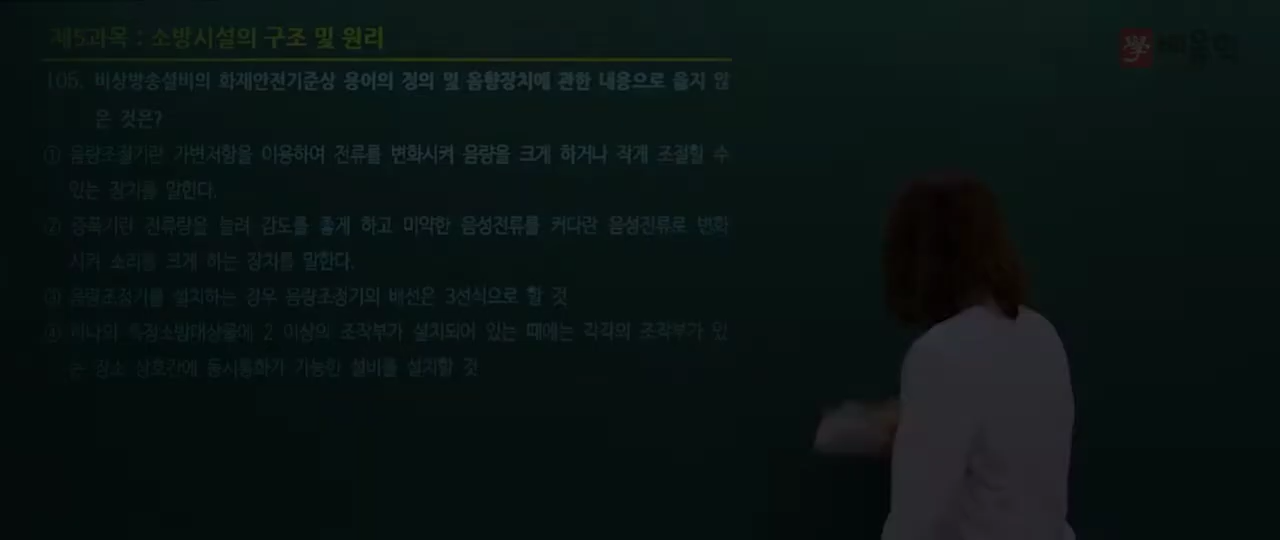 제5과목 : 소방시설의 구조 및 원리
學 배움학
105. 비상방송설비의 화재안전기준상 용어의 정의 및 음향장치에 관한 내용으로 옳지 않
은 것은?
① 음량조절기란 가변저항을 이용하여 전류를 변화시켜 음량을 크게 하거나 작게 조절할 수
있는 장치를 말한다.
② 증폭기란 전류량을 늘려 감도를 좋게 하고 미약한 음성전류를 커다란 음성전류로 변화
시켜 소리를 크게 하는 장치를 말한다.
③ 음량조정기를 설치하는 경우 음량조정기의 배선은 3선식으로 할 것
④ 하나의 특정소방대상물에 2 이상의 조작부가 설치되어 있는 때에는 각각의 조작부가 있
는 장소 상호간에 동시통화가 가능한 설비를 설치할 것